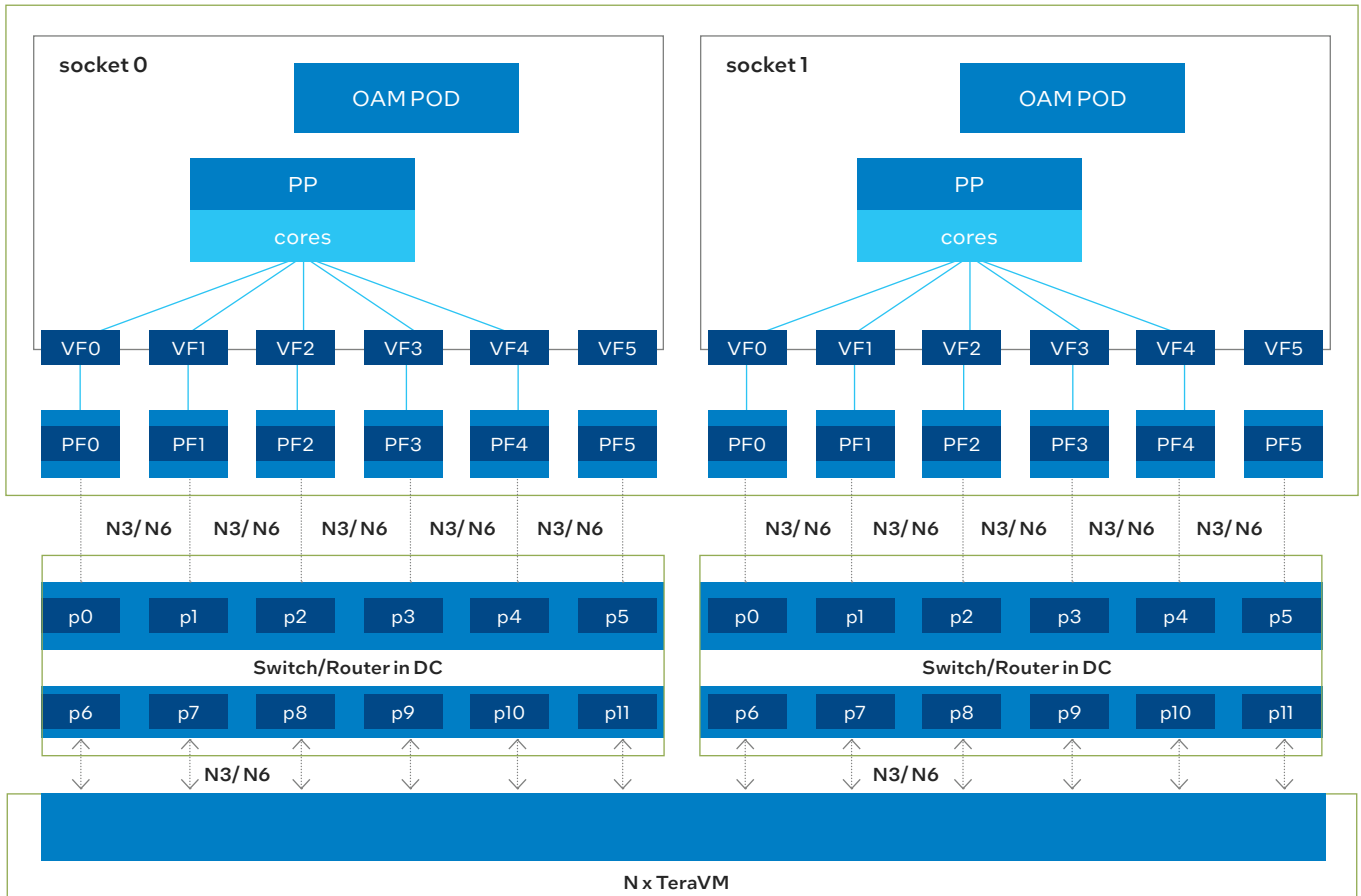 socket 0
socket 1
OAM POD
OAM POD
PP
PP
cores
cores
VF0 VF1 VF2 VF3 VF4 VF5
VF0 VF1 VF2 VF3 VF4 VF5
PF0 PF1 PF2 PF3 PF4 PF5
PF0 PF1 PF2 PF3 PF4 PF5
N3/ N6 N3/ N6 N3/ N6 N3/ N6 N3/ N6
N3/ N6 N3/ N6 N3/ N6 N3/ N6 N3/ N6
p0 p1 p2 p3 p4 p5
p0 p1 p2 p3 p4 p5
Switch/Router in DC
Switch/Router in DC
p6 p7 p8 p9 p10 p11
p6 p7 p8 p9 p10 p11
N3/ N6
N3/ N6
N x TeraVM